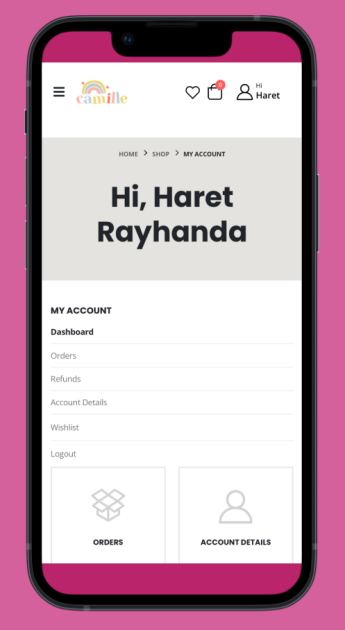 camille
0
Hi
Haret
HOME > SHOP > MY ACCOUNT
Hi, Haret
Rayhanda
MY ACCOUNT
Dashboard
Orders
Refunds
Account Details
Wishlist
Logout
ORDERS
ACCOUNT DETAILS